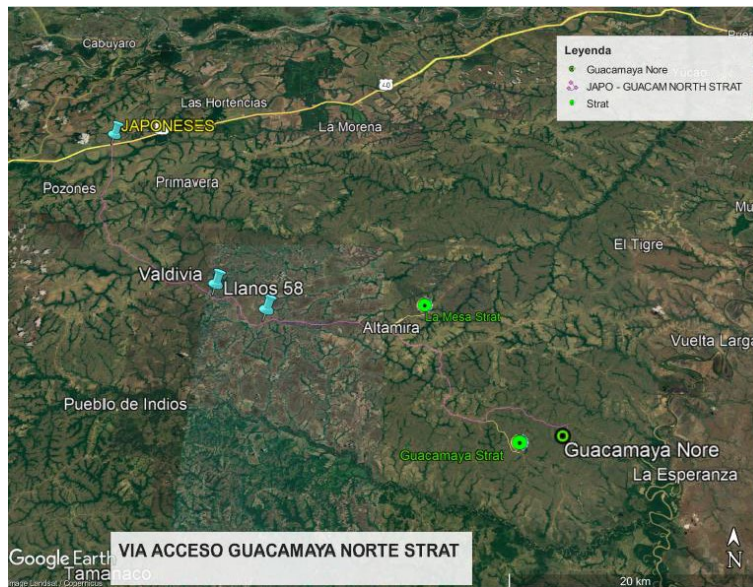 Cabuyaro
Leyenda
Guacamaya Nore
JAPO - GUACAM NORTH STRAT
Strat
40
Las Hortencias
JAPONESES
La Morena
Pozones
Primavera
El Tigre
Valdivia
Llanos 58
La Mesa Strat
Altamira
Vuelta Larga
Pueblo de Indios
Guacamaya Strat
Guacamaya Nore
La Esperanza
VIA ACCESO GUACAMAYA NORTE STRAT
Google Earth
Tamanaco
Image Landsat / Copernicus
20 km
N